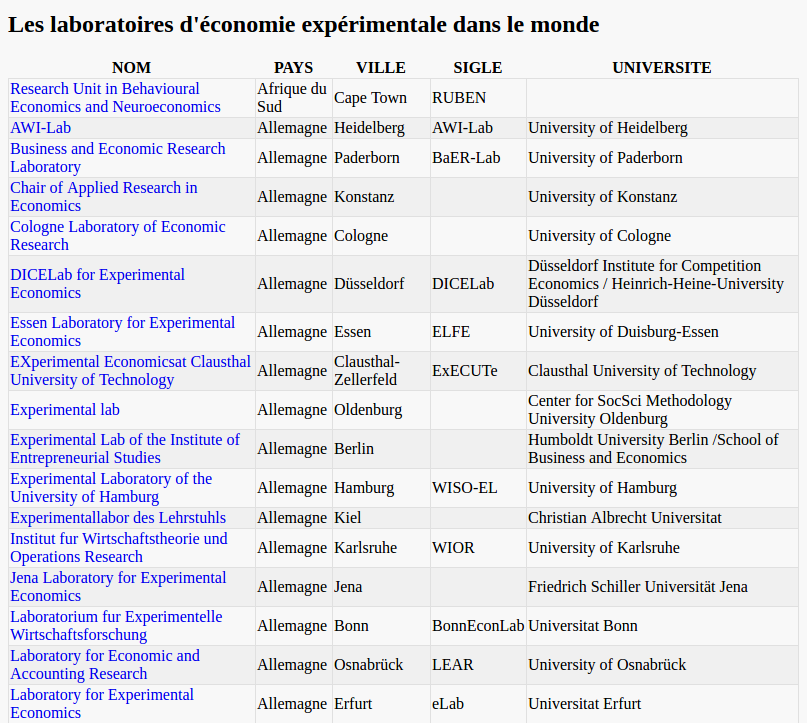 Les laboratoires d'économie expérimentale dans le monde
NOM PAYS VILLE SIGLE UNIVERSITE
Research Unit in Behavioural
Economics and Neuroeconomics
Afrique du
Sud
Cape Town
RUBEN
AWI-Lab Allemagne Heidelberg AWI-Lab University of Heidelberg
Business and Economic Research
Laboratory
Allemagne Paderborn BaER-Lab University of Paderborn
Chair of Applied Research in
Economics
Allemagne Konstanz University of Konstanz
Cologne Laboratory of Economic
Research
Allemagne Cologne University of Cologne
DICELab for Experimental
Economics
Allemagne Düsseldorf DICELab
Düsseldorf Institute for Competition
Economics / Heinrich-Heine-University
Düsseldorf
Essen Laboratory for Experimental
Economics
Allemagne Essen ELFE University of Duisburg-Essen
EXperimental Economicsat Clausthal
University of Technology
Allemagne
Clausthal-
Zellerfeld
ExECUTe Clausthal University of Technology
Experimental lab Allemagne Oldenburg
Center for SocSci Methodology
University Oldenburg
Experimental Lab of the Institute of
Entrepreneurial Studies
Allemagne Berlin
Humboldt University Berlin /School of
Business and Economics
Experimental Laboratory of the
University of Hamburg
Allemagne Hamburg WISO-EL University of Hamburg
Experimentallabor des Lehrstuhls Allemagne Kiel Christian Albrecht Universitat
Institut fur Wirtschaftstheorie und
Operations Research
Allemagne Karlsruhe WIOR University of Karlsruhe
Jena Laboratory for Experimental
Economics
Allemagne Jena Friedrich Schiller Universität Jena
Laboratorium fur Experimentelle
Wirtschaftsforschung
Allemagne Bonn BonnEconLab Universitat Bonn
Laboratory for Economic and
Accounting Research
Allemagne Osnabrück LEAR University of Osnabrück
Laboratory for Experimental
Economics
Allemagne Erfurt eLab Universitat Erfurt